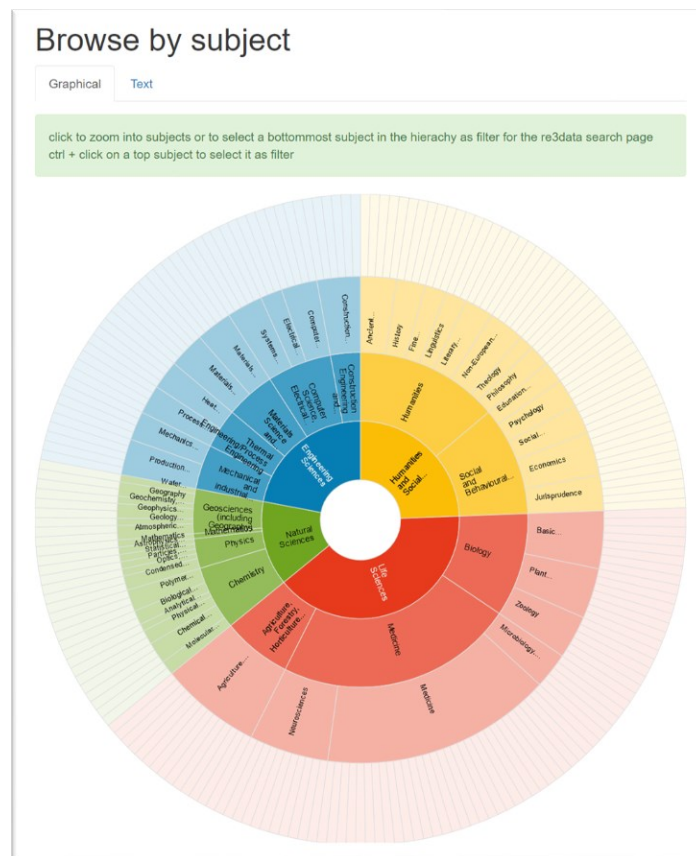 Browse by subject
Graphical
Text
click to zoom into subjects or to select a bottommost subject in the hierachy as filter for the re3data search page
ctrl + click on a top subject to select it as filter
Humanities
and
Social...
Humanities
Social
and
Behavioural...
Ancient...
History
Fine...
Linguistics
Literary...
Non-European...
Theology
Philosophy
Education...
Psychology
Social...
Economics
Jurisprudence
Life
Sciences
Biology
Basic...
Plant...
Zoology
Microbiology,...
Medicine
Medicine
Neurosciences
Agriculture,
Forestry,
Horticulture...
Agriculture...
Natural
Sciences
Chemistry
Physics
Mathematics
Geosciences
(including
Geography)
Molecular...
Chemical...
Physical...
Analytical...
Biological...
Polymer...
Condensed...
Optics,...
Particles,...
Statistical...
Astrophysics...
Mathematics
Atmospheric...
Geology...
Geophysics...
Geochemistry,...
Geography
Water...
Engineering
Sciences
Mechanical
and
industrial
Thermal
Engineering/Process
Engineering
Materials
Science
and...
Computer
Science,
Electrical...
Construction
Engineering
and...
Production...
Mechanics...
Process...
Heat...
Materials...
Materials...
Systems...
Electrical...
Computer...
Construction...